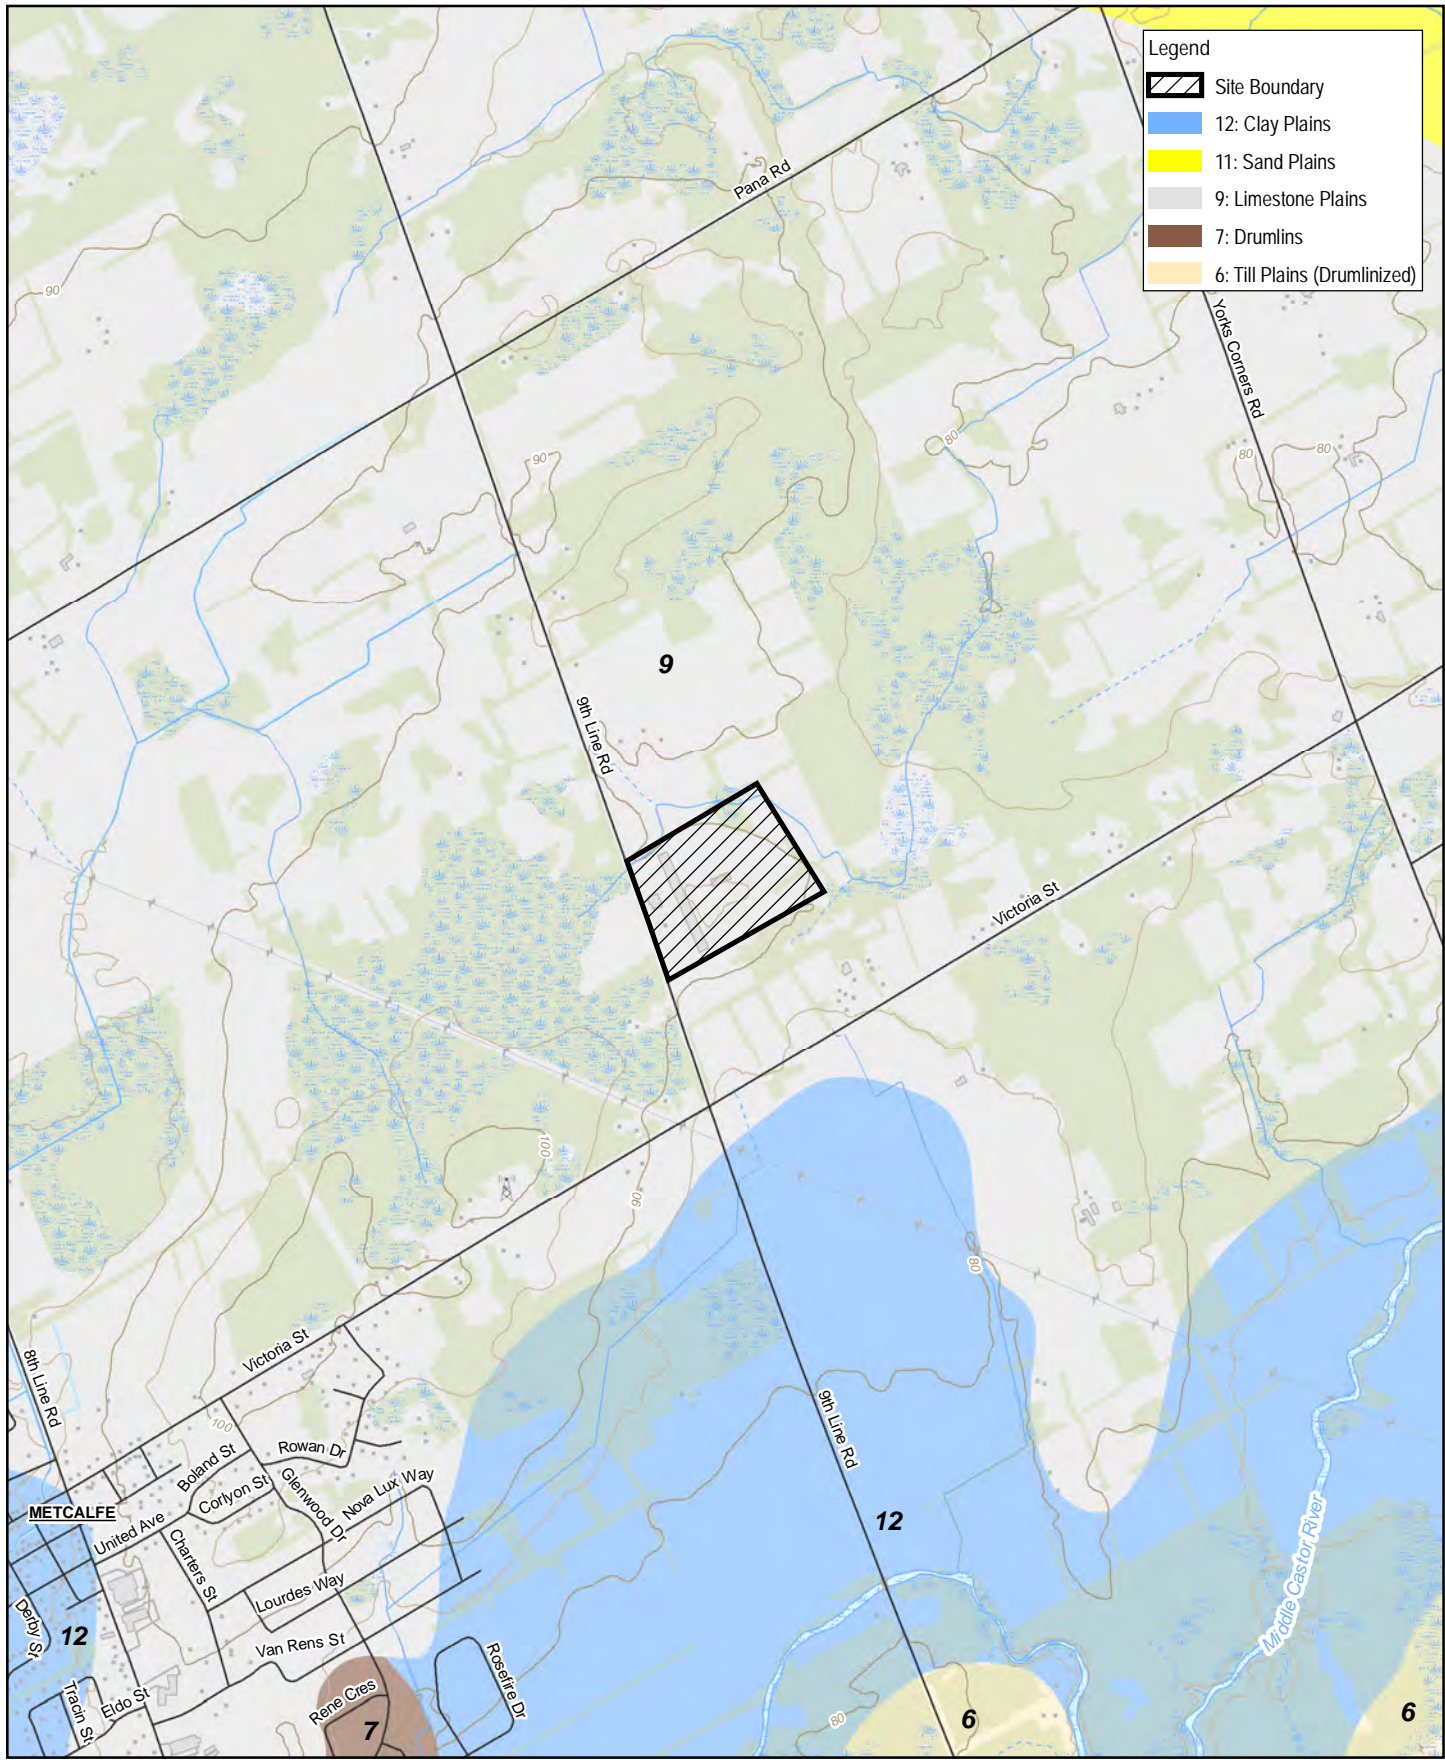 Legend
Site Boundary
12: Clay Plains
11: Sand Plains
9: Limestone Plains
7: Drumlins
6: Till Plains (Drumlinized)
Pana Rd
90
Yorks Corners Rd
80
90
80
80
9
9th Line Rd
Victoria St
100
90
80
8th Line Rd
Victoria St
9th Line Rd
100
Rowan Dr
Boland St
Corlyon St
Glenwood Dr
Nova Lux Way
METCALFE
United Ave
12
Charters St
Middle Castor River
Lourdes Way
Derby St
12
Van Rens St
Rosefire Dr
Tracin St
Eldo St
Rene Cres
7
80
6
6